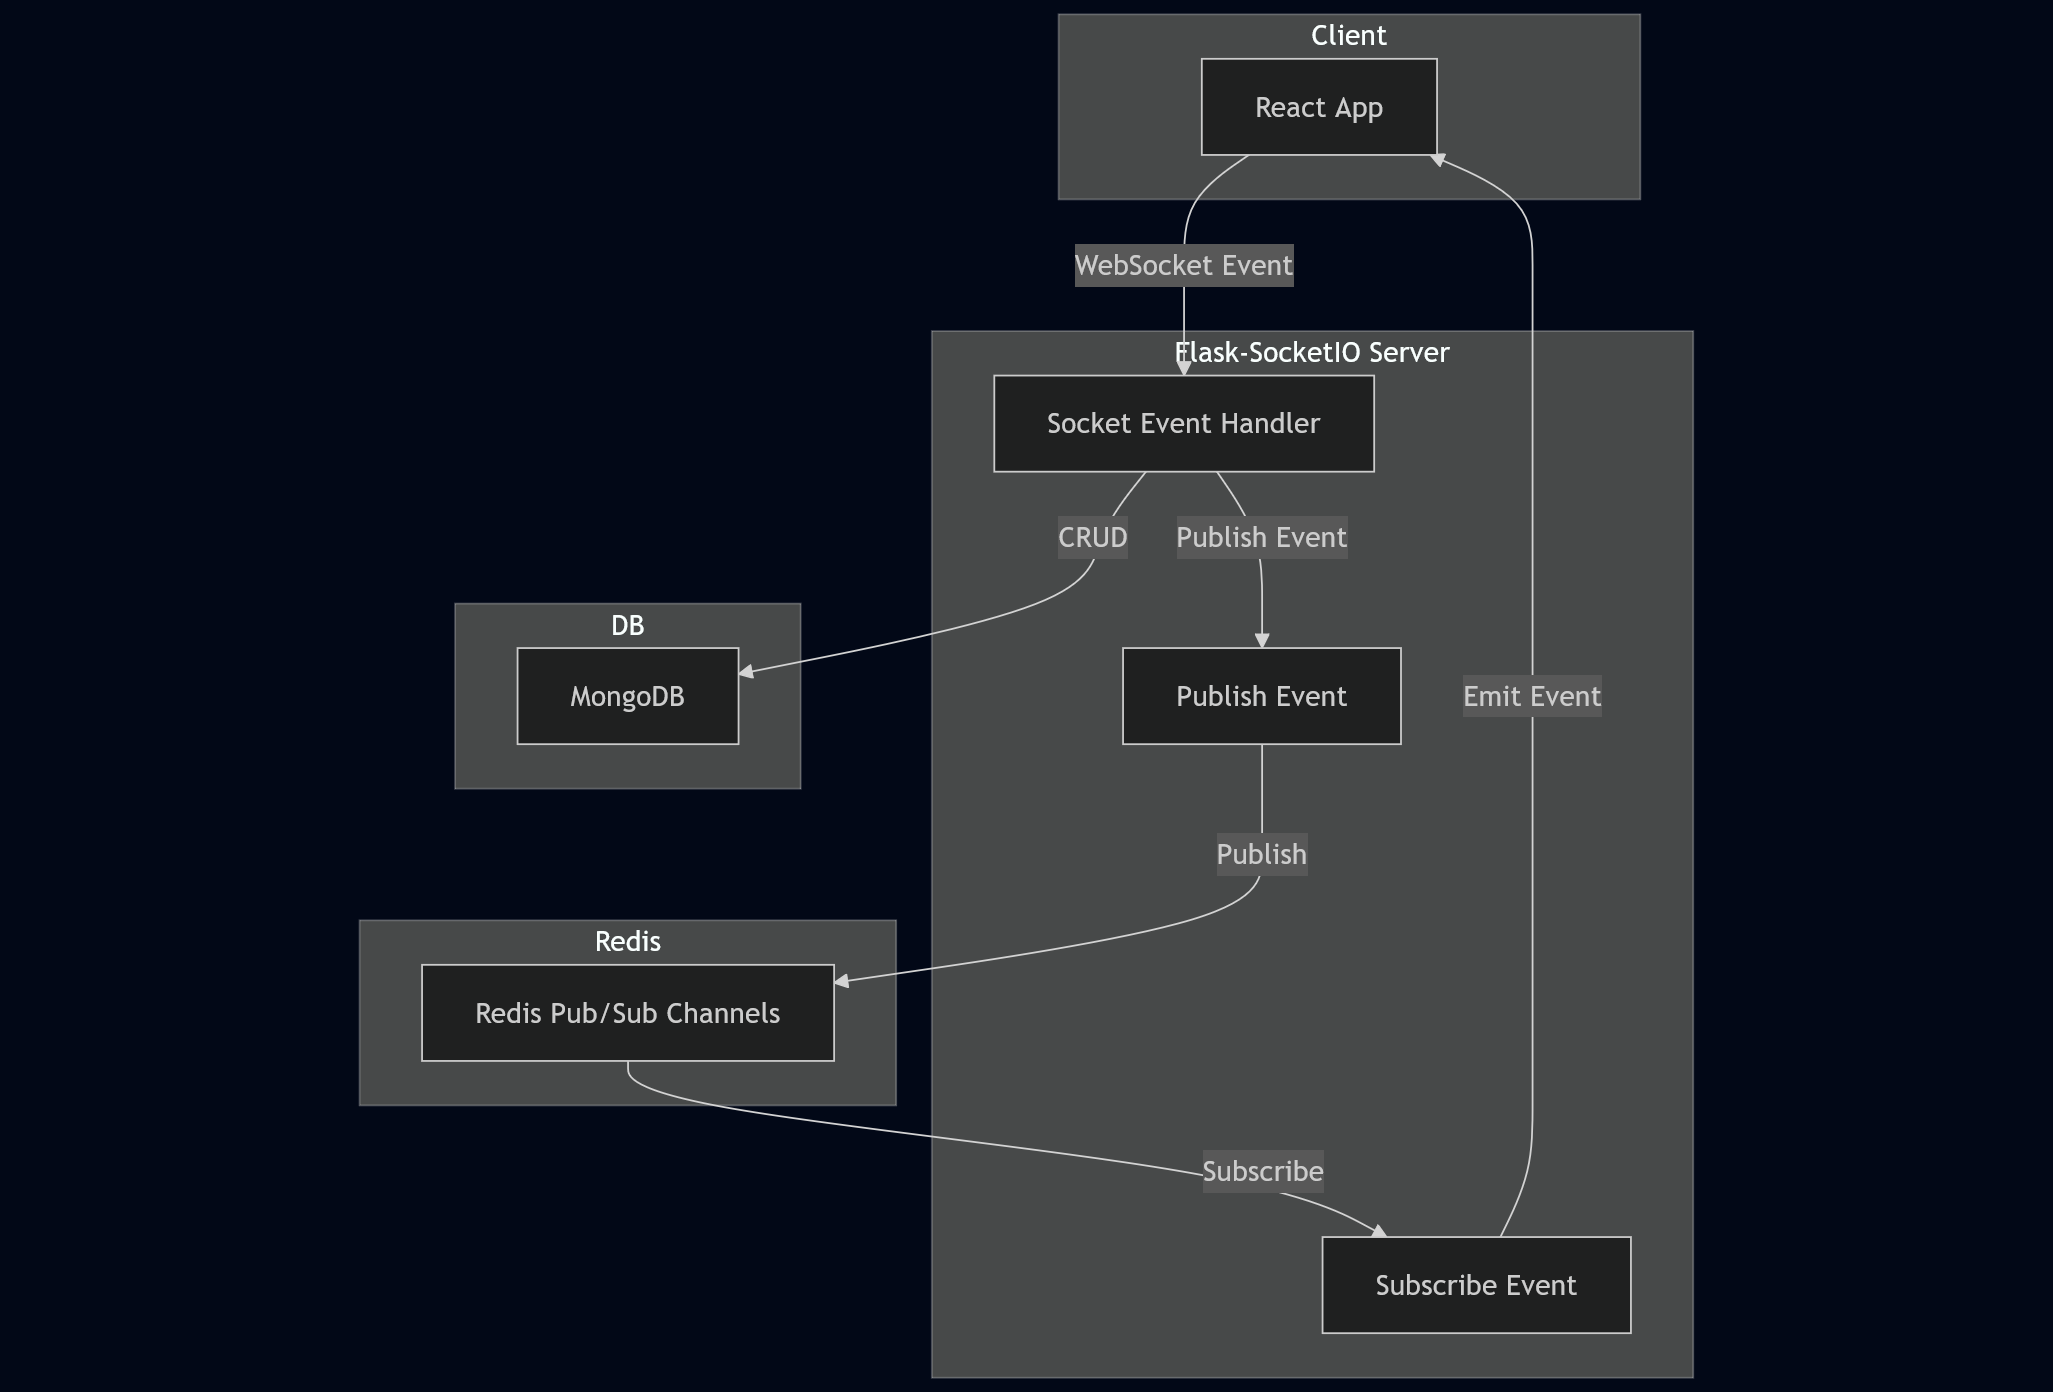 Client
React App
WebSocket Event
Flask-SocketIO Server
Socket Event Handler
CRUD
Publish Event
DB
MongoDB
Publish Event
Emit Event
Publish
Redis
Redis Pub/Sub Channels
Subscribe
Subscribe Event